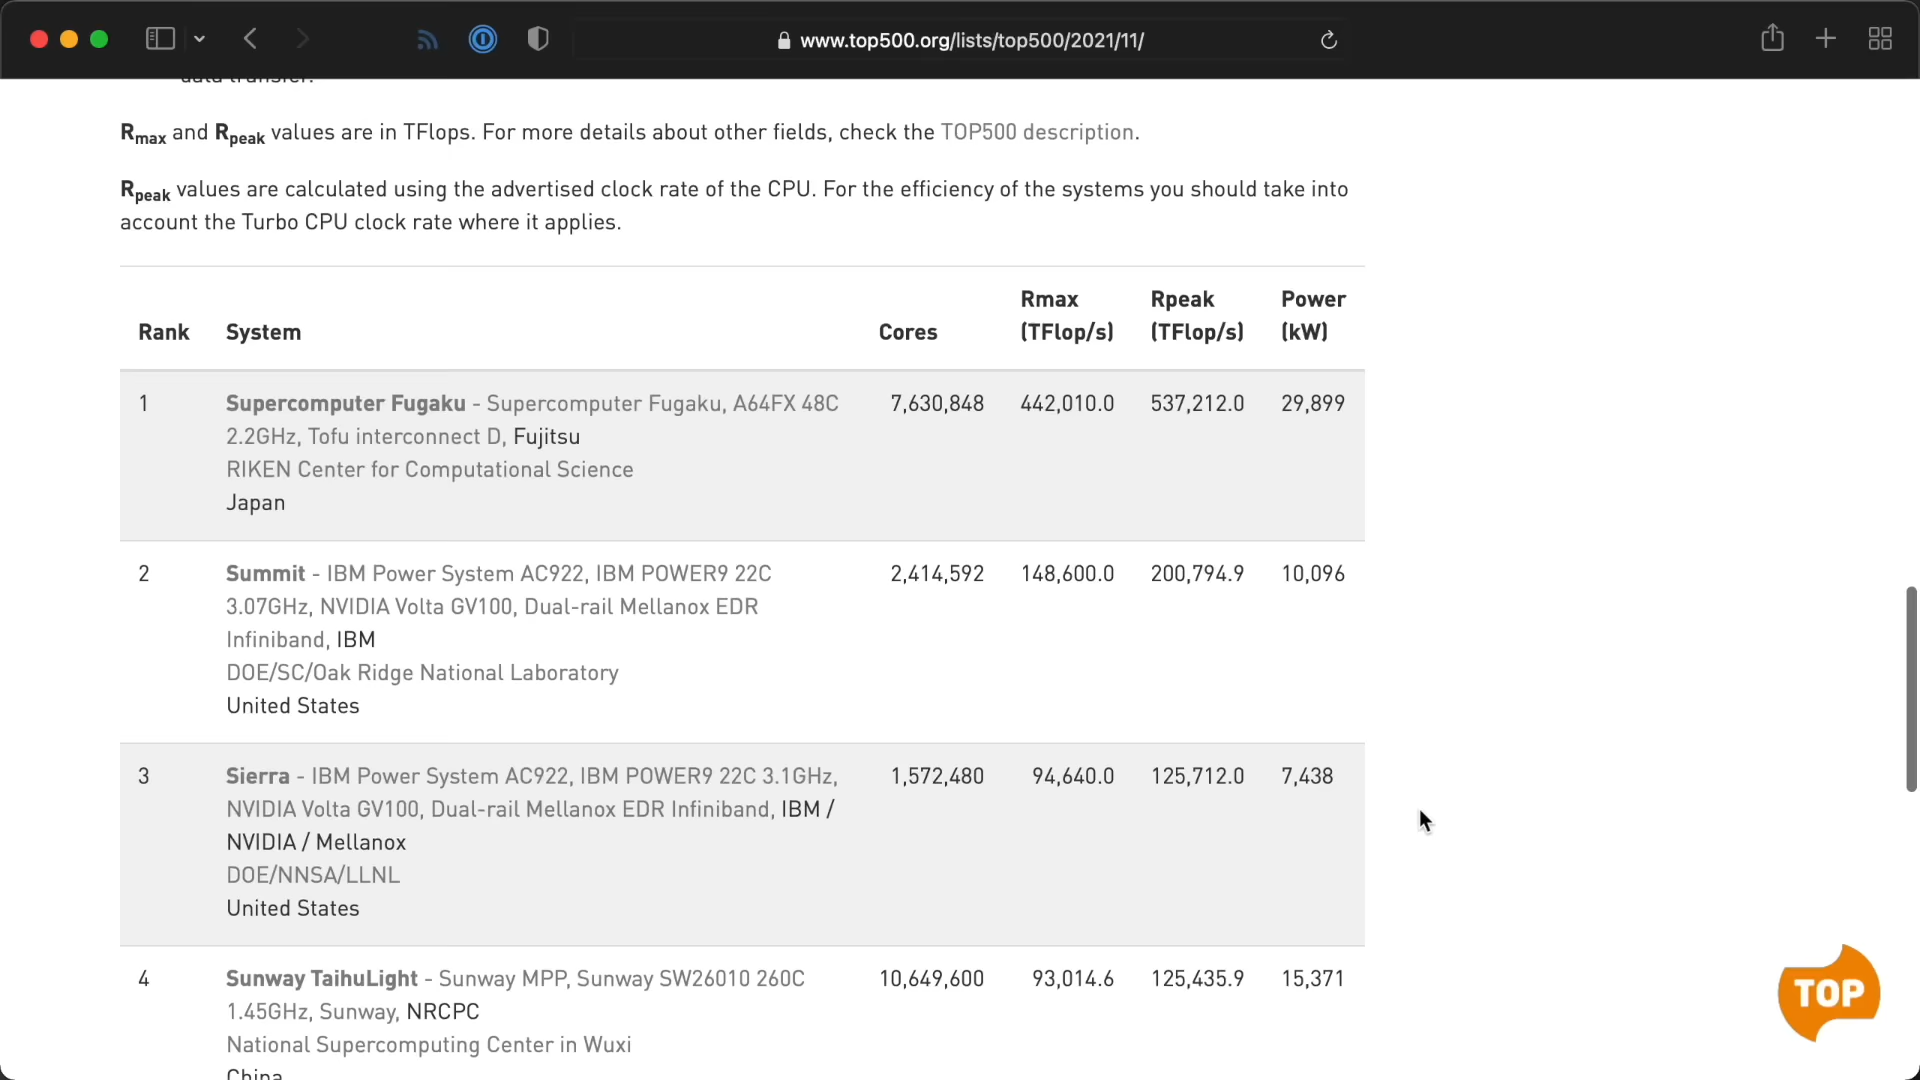 www.top500.org/lists/top500/2021/11/
data transfer.
Rmax and Rpeak values are in TFlops. For more details about other fields, check the TOP500 description.
Rpeak values are calculated using the advertised clock rate of the CPU. For the efficiency of the systems you should take into
account the Turbo CPU clock rate where it applies.
Rank System Cores Rmax (TFlop/s) Rpeak (TFlop/s) Power (kW)
1 Supercomputer Fugaku - Supercomputer Fugaku, A64FX 48C 7,630,848 442,010.0 537,212.0 29,899
2.2GHz, Tofu interconnect D, Fujitsu
RIKEN Center for Computational Science
Japan
2 Summit - IBM Power System AC922, IBM POWER9 22C 2,414,592 148,600.0 200,794.9 10,096
3.07GHz, NVIDIA Volta GV100, Dual-rail Mellanox EDR
Infiniband, IBM
DOE/SC/Oak Ridge National Laboratory
United States
3 Sierra - IBM Power System AC922, IBM POWER9 22C 3.1GHz, 1,572,480 94,640.0 125,712.0 7,438
NVIDIA Volta GV100, Dual-rail Mellanox EDR Infiniband, IBM /
NVIDIA / Mellanox
DOE/NNSA/LLNL
United States
4 Sunway TaihuLight - Sunway MPP, Sunway SW26010 260C 10,649,600 93,014.6 125,435.9 15,371
1.45GHz, Sunway, NRCPC
National Supercomputing Center in Wuxi
China
TOP